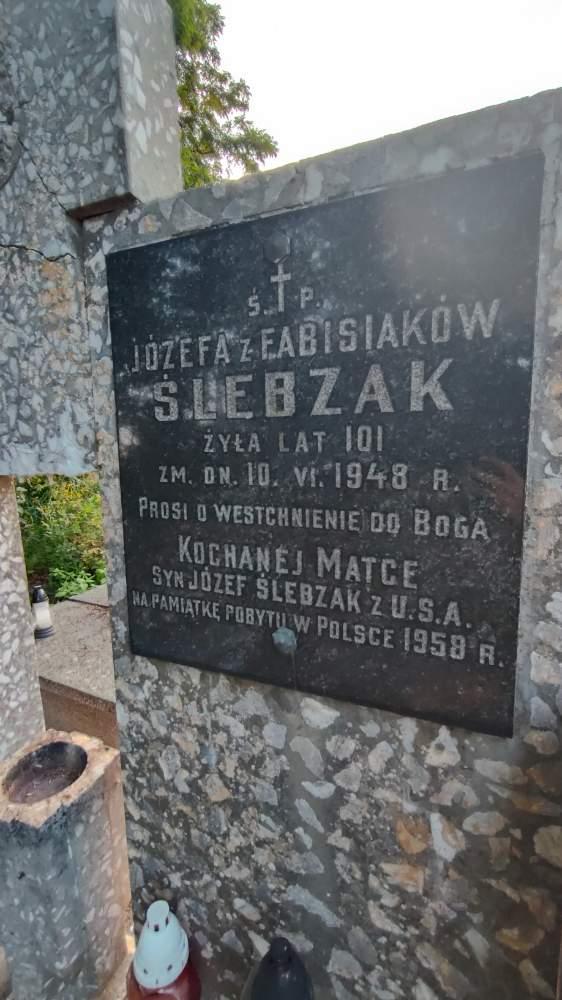 Ś. P.
JÓZEFA Z FABISIAKÓW
ŚLEBZAK
ŻYŁA LAT 101
ZM. DN. 10. VI. 1948 R.
PROSI O WESTCHNIENIE DO BOGA
KOCHANEJ MATCE
SYN JÓZEF ŚLEBZAK Z U.S.A.
NA PAMIĄTKĘ POBYTU W POLSCE 1958 R.